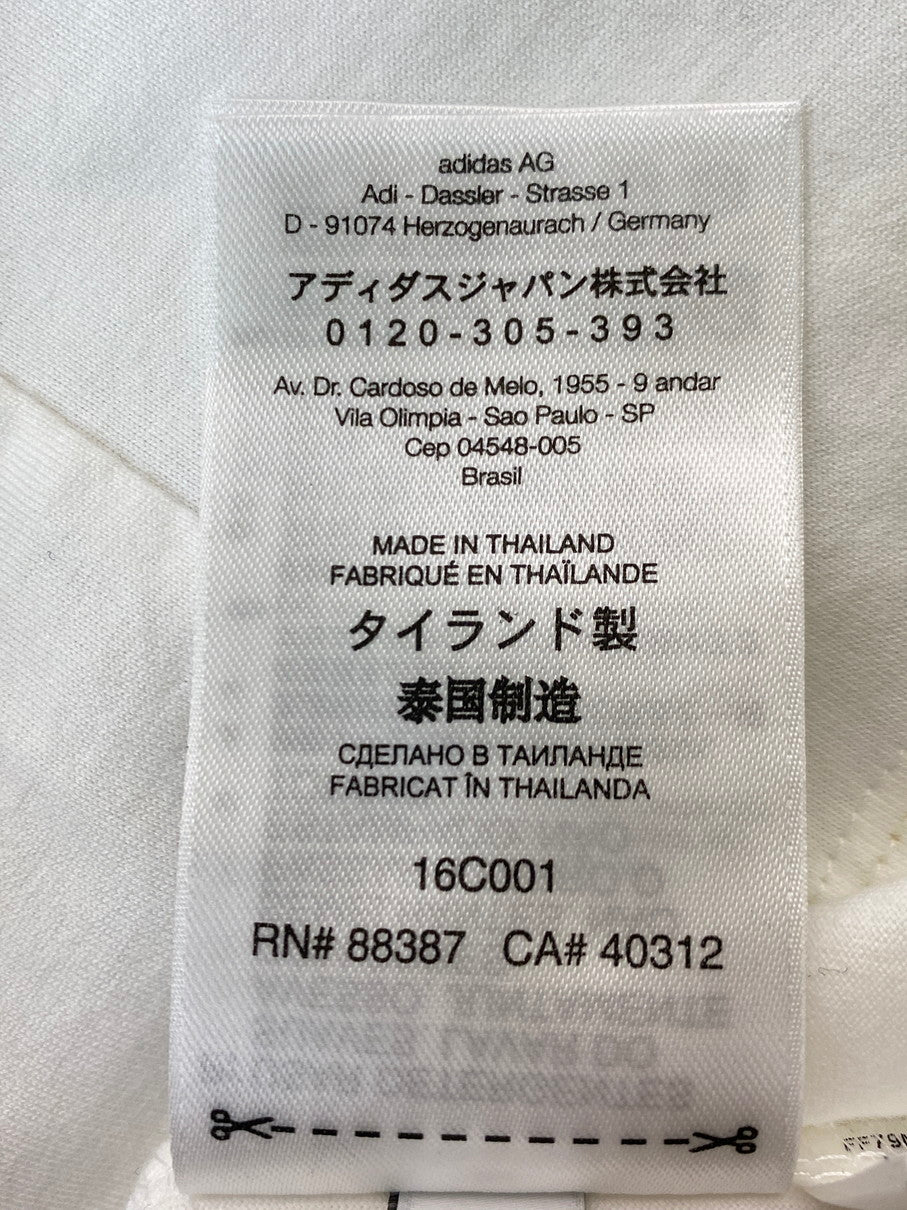 adidas AG
Adi - Dassler - Strasse 1
D - 91074 Herzogenaurach / Germany
アディダスジャパン株式会社
0120-305-393
Av. Dr. Cardoso de Melo, 1955 - 9 andar
Vila Olimpia - Sao Paulo - SP
Cep 04548-005
Brasil
MADE IN THAILAND
FABRIQUÉ EN THAÏLANDE
タイランド製
泰国制造
СДЕЛАНО В ТАИЛАНДЕ
FABRICAT ÎN THAILANDA
16C001
RN# 88387 CA# 40312